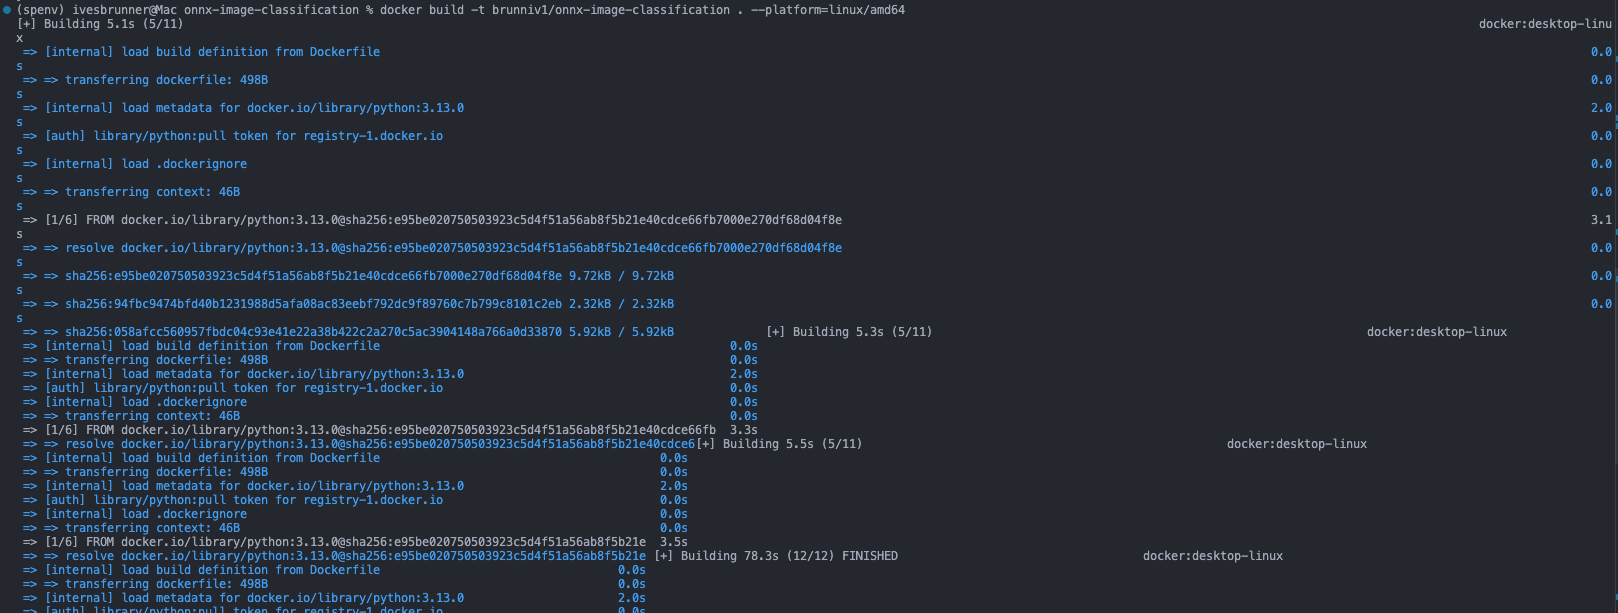 (spenv) ivesbrunner@Mac onnx-image-classification % docker build -t brunniv1/onnx-image-classification . --platform=linux/amd64
[+] Building 5.1s (5/11) docker:desktop-linu
x
=> [internal] load build definition from Dockerfile 0.0
s
=> => transferring dockerfile: 498B 0.0
s
=> [internal] load metadata for docker.io/library/python:3.13.0 2.0
s
=> [auth] library/python:pull token for registry-1.docker.io 0.0
s
=> [internal] load .dockerignore 0.0
s
=> => transferring context: 46B 0.0
s
=> [1/6] FROM docker.io/library/python:3.13.0@sha256:e95be020750503923c5d4f51a56ab8f5b21e40cdce66fb7000e270df68d04f8e 3.1
s
=> => resolve docker.io/library/python:3.13.0@sha256:e95be020750503923c5d4f51a56ab8f5b21e40cdce66fb7000e270df68d04f8e 0.0
s
=> => sha256:e95be020750503923c5d4f51a56ab8f5b21e40cdce66fb7000e270df68d04f8e 9.72kB / 9.72kB 0.0
s
=> => sha256:94fbc9474bfd40b1231988d5afa08ac83eebf792dc9f89760c7b799c8101c2eb 2.32kB / 2.32kB 0.0
s
=> => sha256:058afcc560957fbdc04c93e41e22a38b422c2a270c5ac3904148a766a0d33870 5.92kB / 5.92kB [+] Building 5.3s (5/11) docker:desktop-linux
=> [internal] load build definition from Dockerfile 0.0s
=> => transferring dockerfile: 498B 0.0s
=> [internal] load metadata for docker.io/library/python:3.13.0 2.0s
=> [auth] library/python:pull token for registry-1.docker.io 0.0s
=> [internal] load .dockerignore 0.0s
=> => transferring context: 46B 0.0s
=> [1/6] FROM docker.io/library/python:3.13.0@sha256:e95be020750503923c5d4f51a56ab8f5b21e40cdce66fb 3.3s
=> => resolve docker.io/library/python:3.13.0@sha256:e95be020750503923c5d4f51a56ab8f5b21e40cdce6[+] Building 5.5s (5/11) docker:desktop-linux
=> [internal] load build definition from Dockerfile 0.0s
=> => transferring dockerfile: 498B 0.0s
=> [internal] load metadata for docker.io/library/python:3.13.0 2.0s
=> [auth] library/python:pull token for registry-1.docker.io 0.0s
=> [internal] load .dockerignore 0.0s
=> => transferring context: 46B 0.0s
=> [1/6] FROM docker.io/library/python:3.13.0@sha256:e95be020750503923c5d4f51a56ab8f5b21e 3.5s
=> => resolve docker.io/library/python:3.13.0@sha256:e95be020750503923c5d4f51a56ab8f5b21e [+] Building 78.3s (12/12) FINISHED docker:desktop-linux
=> [internal] load build definition from Dockerfile 0.0s
=> => transferring dockerfile: 498B 0.0s
=> [internal] load metadata for docker.io/library/python:3.13.0 2.0s
=> [auth] library/python:pull token for registry-1.docker.io 0.0s